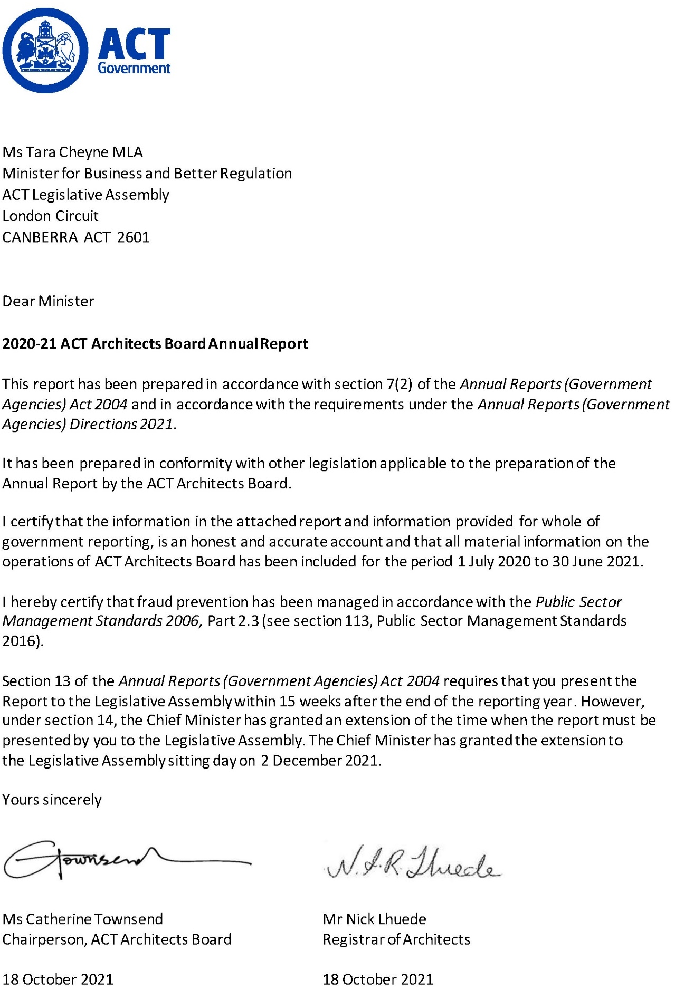 ACT
Government
Ms Tara Cheyne MLA
Minister for Business and Better Regulation
ACT Legislative Assembly
London Circuit
CANBERRA ACT 2601
Dear Minister
2020-21 ACT Architects Board Annual Report
This report has been prepared in accordance with section 7(2) of the Annual Reports (Government
Agencies) Act 2004 and in accordance with the requirements under the Annual Reports (Government
Agencies) Directions 2021.
It has been prepared in conformity with other legislation applicable to the preparation of the
Annual Report by the ACT Architects Board.
I certify that the information in the attached report and information provided for whole of
government reporting, is an honest and accurate account and that all material information on the
operations of ACT Architects Board has been included for the period 1 July 2020 to 30 June 2021.
I hereby certify that fraud prevention has been managed in accordance with the Public Sector
Management Standards 2006, Part 2.3 (see section 113, Public Sector Management Standards
2016).
Section 13 of the Annual Reports (Government Agencies) Act 2004 requires that you present the
Report to the Legislative Assembly within 15 weeks after the end of the reporting year. However,
under section 14, the Chief Minister has granted an extension of the time when the report must be
presented by you to the Legislative Assembly. The Chief Minister has granted the extension to
the Legislative Assembly sitting day on 2 December 2021.
Yours sincerely
CTownsend
N.I.R. Lhuede
Ms Catherine Townsend
Chairperson, ACT Architects Board
18 October 2021
Mr Nick Lhuede
Registrar of Architects
18 October 2021